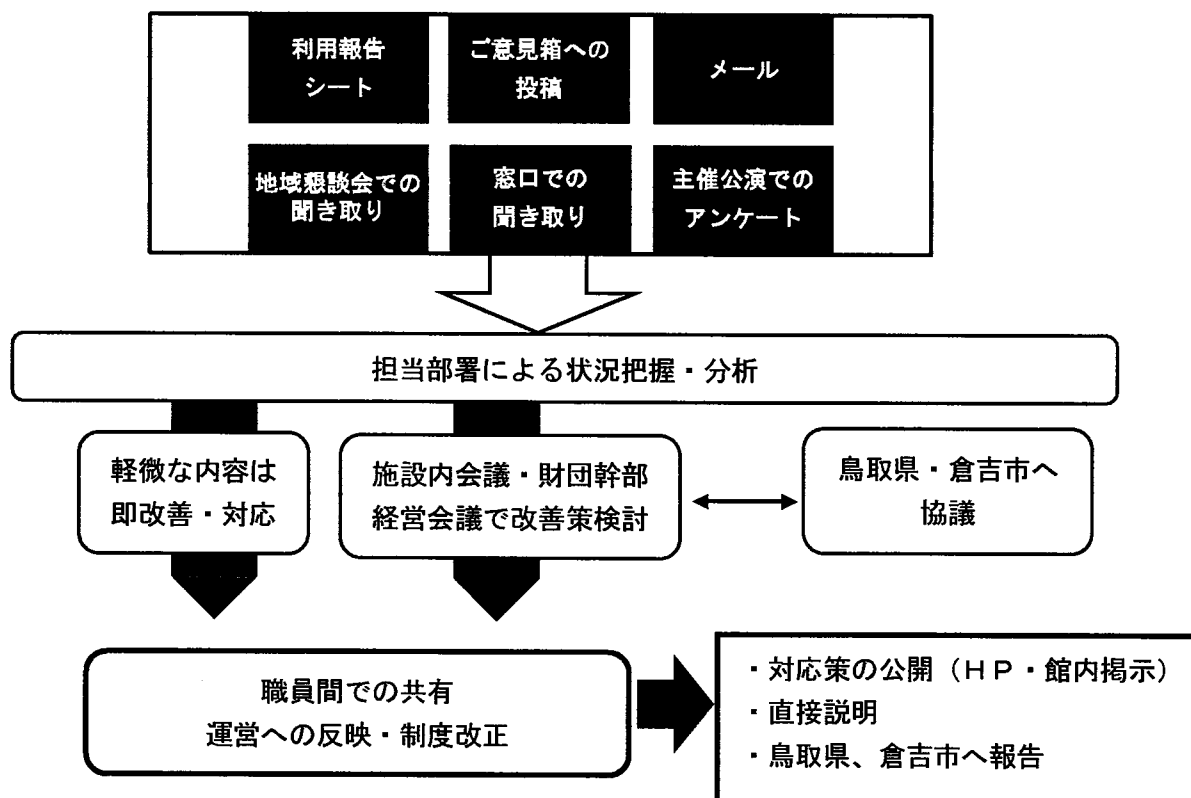 利用報告
シート
ご意見箱への
投稿
メール
地域懇談会での
聞き取り
窓口での
聞き取り
主催公演での
アンケート
担当部署による状況把握・分析
軽微な内容は
即改善・対応
施設内会議・財団幹部
経営会議で改善策検討
鳥取県・倉吉市へ
協議
職員間での共有
運営への反映・制度改正
・対応策の公開（ＨＰ・館内掲示）
・直接説明
・鳥取県、倉吉市へ報告